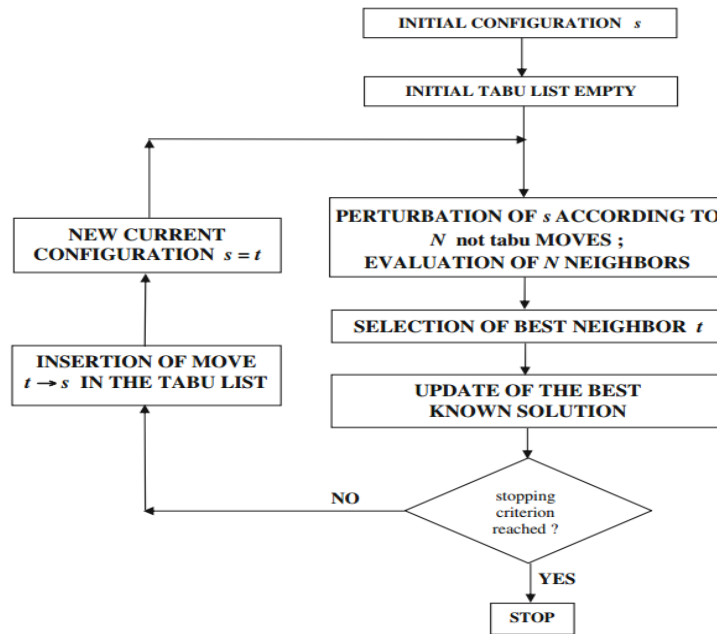 INITIAL CONFIGURATION s
INITIAL TABU LIST EMPTY
PERTURBATION OF s ACCORDING TO
N not tabu MOVES ;
EVALUATION OF N NEIGHBORS
SELECTION OF BEST NEIGHBOR t
UPDATE OF THE BEST
KNOWN SOLUTION
stopping
criterion
reached ?
NO
YES
STOP
INSERTION OF MOVE
t → s IN THE TABU LIST
NEW CURRENT
CONFIGURATION s = t